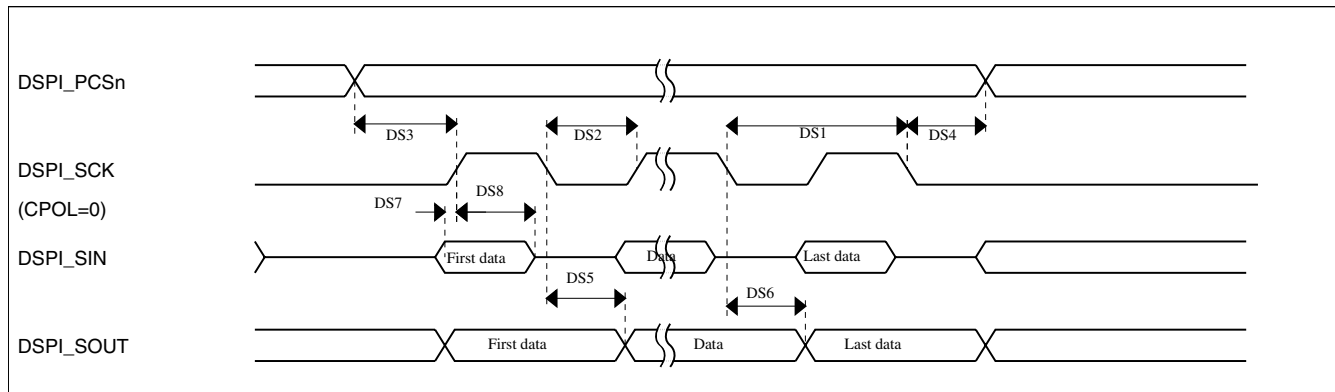 DSPI_PCSn
DS3
DS2
DS1
DS4
DSPI_SCK
(CPOL=0)
DS7
DS8
DSPI_SIN
First data
Data
Last data
DS5
DS6
DSPI_SOUT
First data
Data
Last data